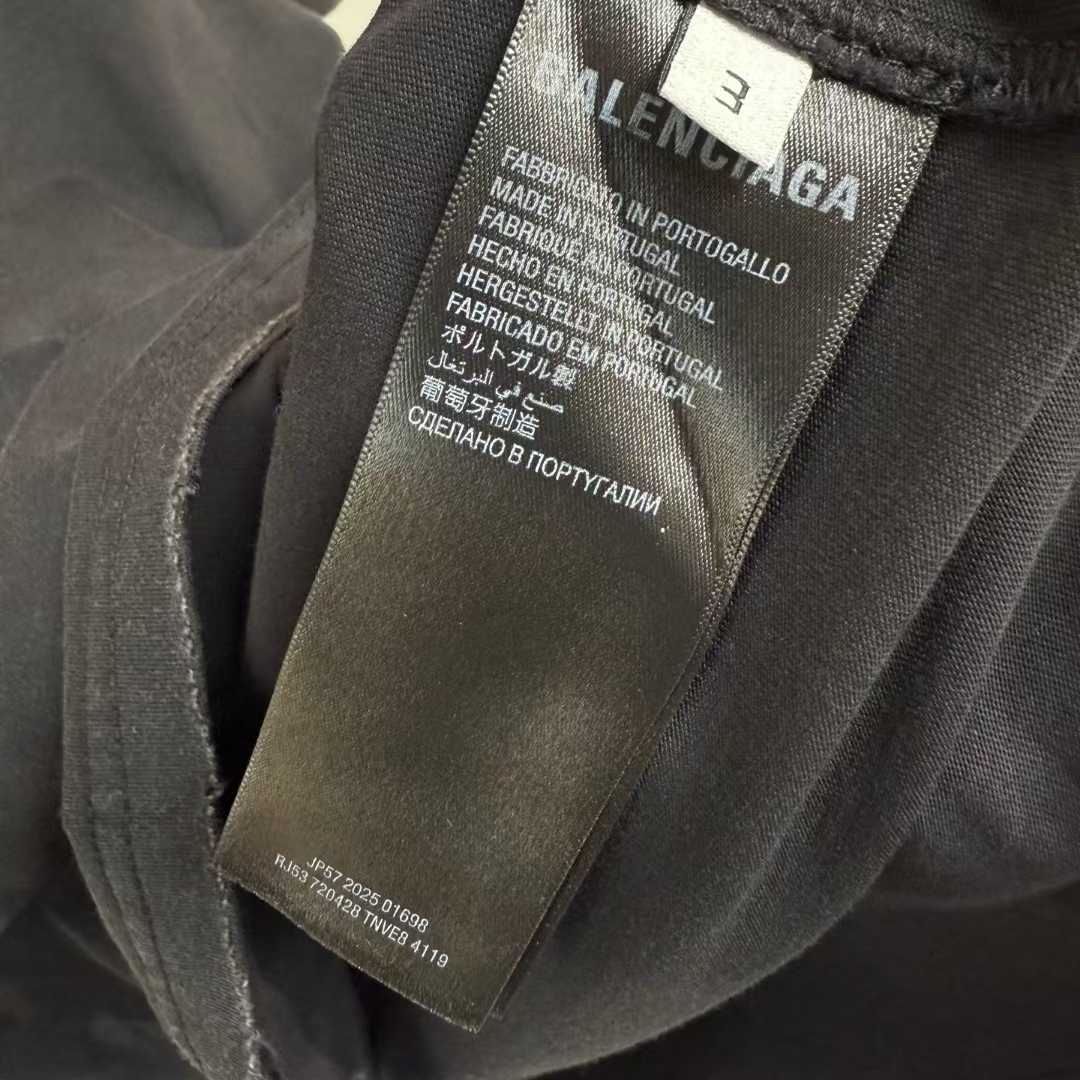 3
BALENCIAGA
FABBRICATO IN PORTOGALLO
MADE IN PORTUGAL
FABRIQUÉ AU PORTUGAL
HECHO EN PORTUGAL
HERGESTELLT IN PORTUGAL
FABRICADO EM PORTUGAL
ポルトガル製
صنع في البرتغال
葡萄牙制造
СДЕЛАНО В ПОРТУГАЛИИ
JP57 2025 01698
RJ53 720428 TNVE8 4119